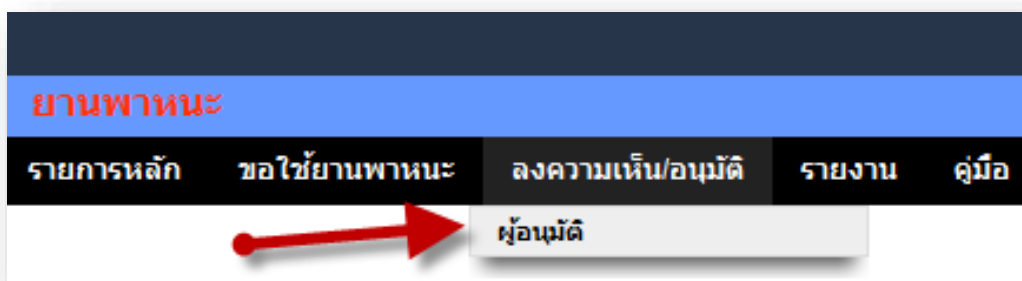 ยานพาหนะ
รายการหลัก ขอใช้ยานพาหนะ ลงความเห็น/อนุมัติ รายงาน คู่มือ
ผู้อนุมัติ